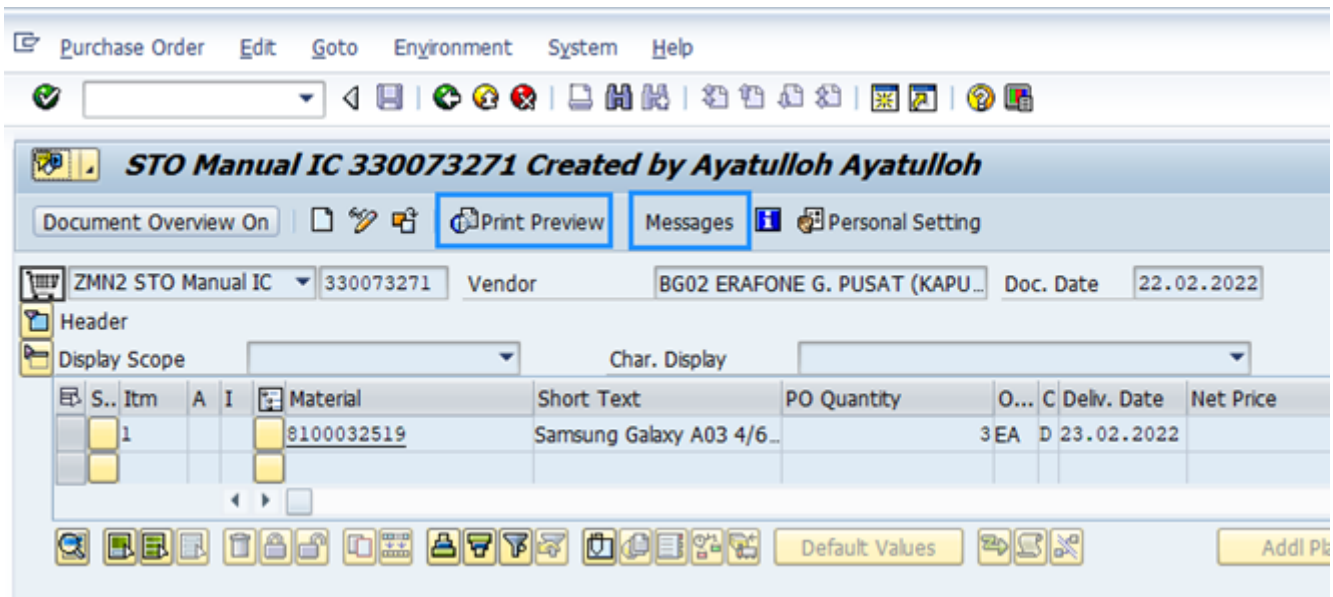 Purchase Order Edit Goto Environment System Help
STO Manual IC 330073271 Created by Ayatulloh Ayatulloh
Document Overview On Print Preview Messages Personal Setting
ZMN2 STO Manual IC 330073271 Vendor BG02 ERAFONE G. PUSAT (KAPU… Doc. Date 22.02.2022
Header
Display Scope Char. Display
S.. Itm A I Material Short Text PO Quantity O... C Deliv. Date Net Price
1 8100032519 Samsung Galaxy A03 4/6… 3 EA D 23.02.2022
Default Values Addl Pl